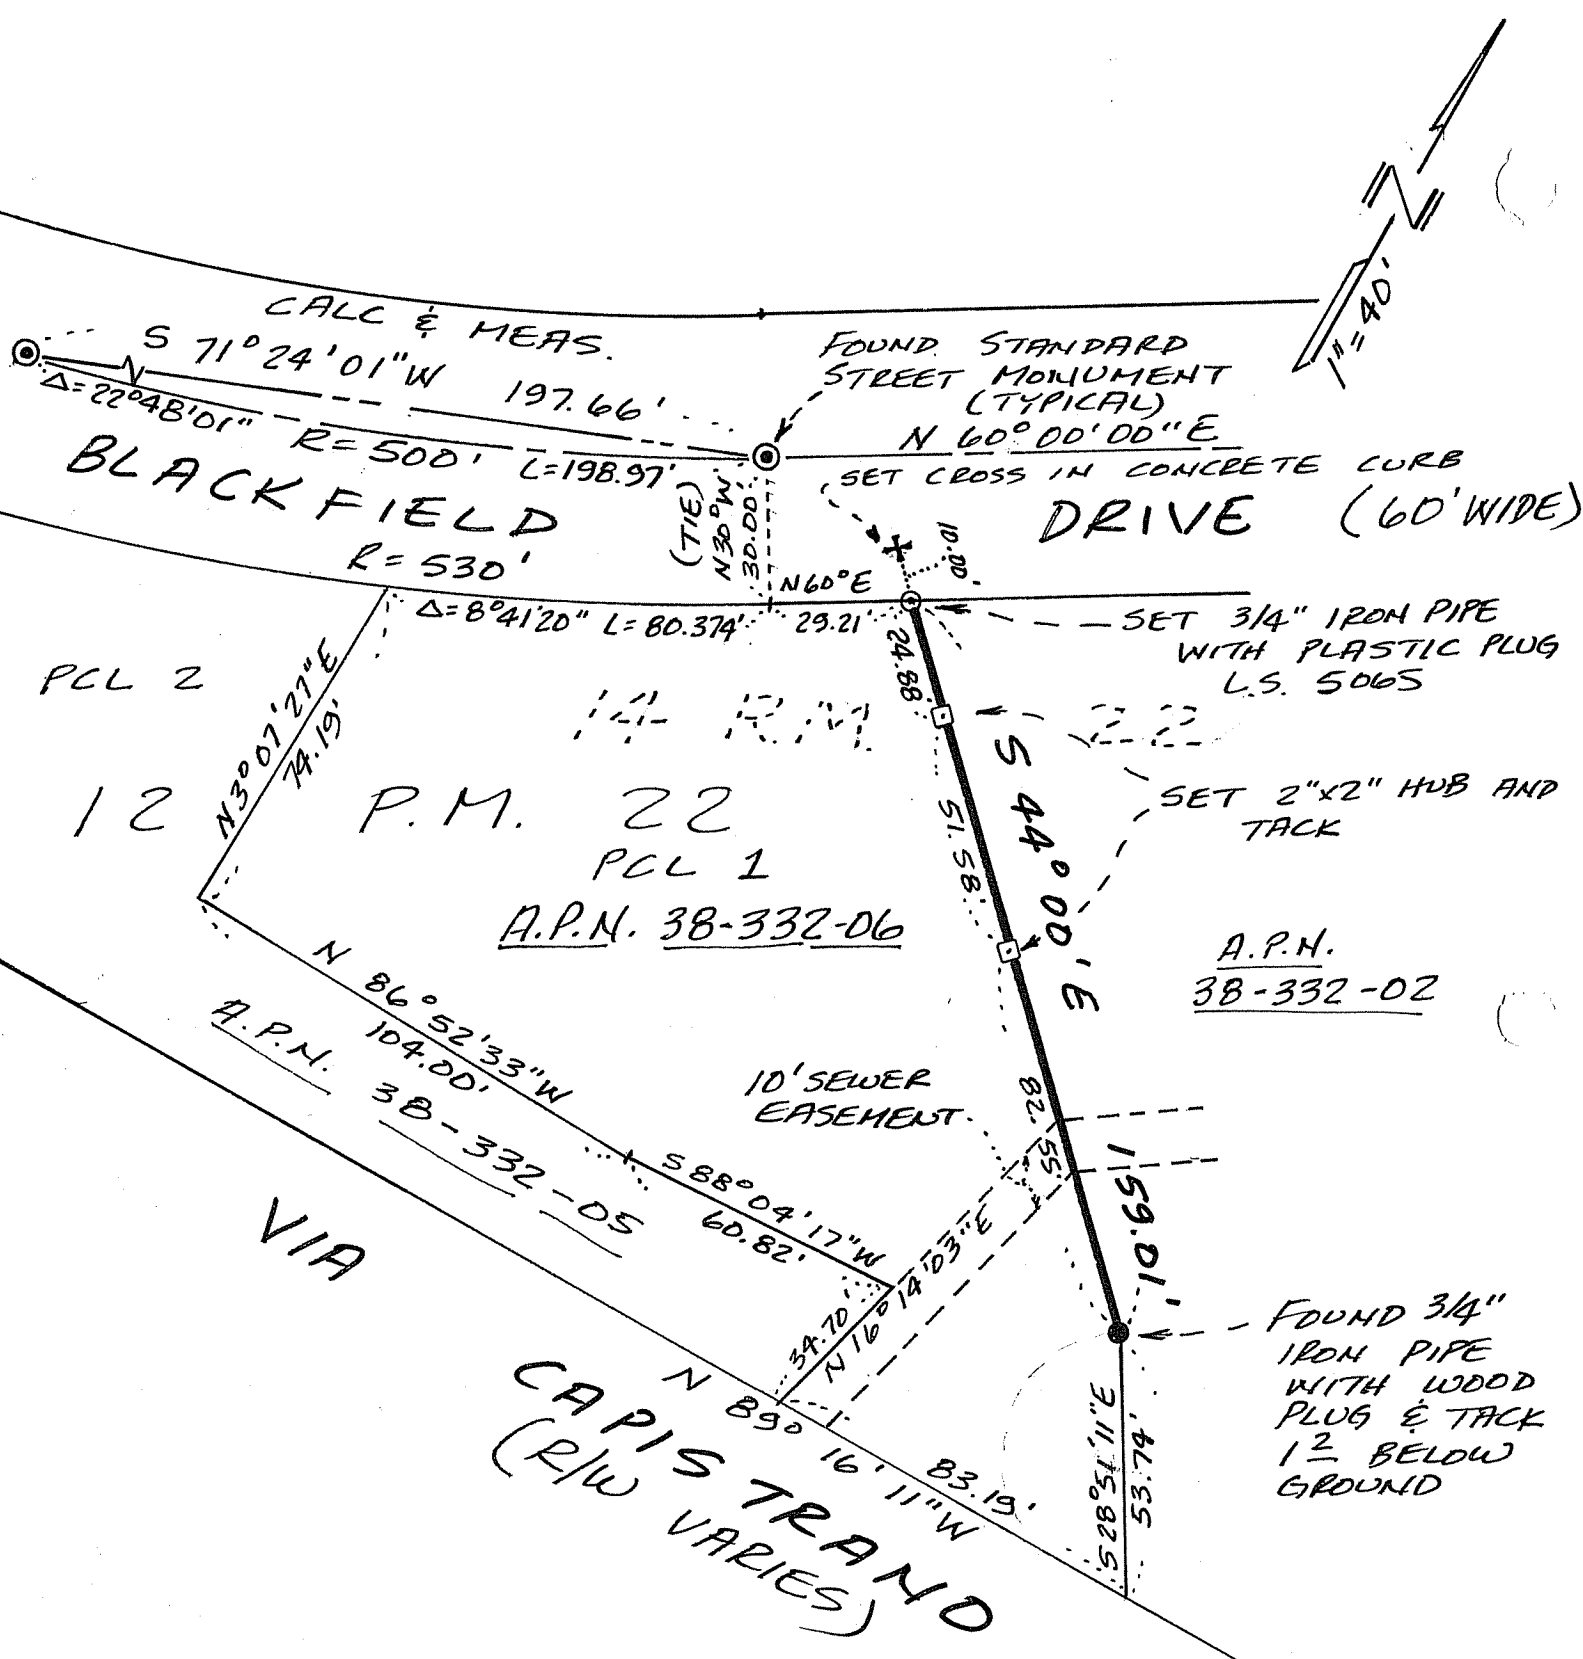 N
1"=40'
CALC & MEAS.
S 71°24'01"W 197.66'
Δ=22°48'01" R=500' L=198.97'
FOUND STANDARD
STREET MONUMENT
(TYPICAL)
N 60°00'00"E
SET CROSS IN CONCRETE CURB
BLACKFIELD DRIVE (60' WIDE)
(TIE)
N30°W
30.00'
10.00'
R=530'
N60°E
Δ=8°41'20" L=80.374' 29.21'
SET 3/4" IRON PIPE
WITH PLASTIC PLUG
L.S. 5065
24.88'
PCL 2
N3°07'27"E
74.19'
14 RM 22
S 44°00'E
159.01'
51.58'
SET 2"x2" HUB AND
TACK
12 P.M. 22
PCL 1
A.P.N. 38-332-06
A.P.N.
38-332-02
N 86°52'33"W
104.00'
A.P.N. 38-332-05
10' SEWER
EASEMENT
82.55'
S88°04'17"W
60.82'
34.70'
N 16°14'03"E
VIA CAPISTRANO
(R/W VARIES)
N 89° 16' 11"W
83.19'
S28°51'11"E
53.74'
FOUND 3/4"
IRON PIPE
WITH WOOD
PLUG & TACK
1² BELOW
GROUND